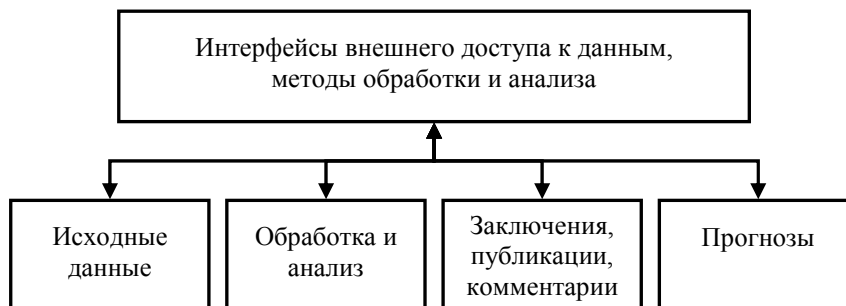 Интерфейсы внешнего доступа к данным,
методы обработки и анализа
Исходные
данные
Обработка и
анализ
Заключения,
публикации,
комментарии
Прогнозы